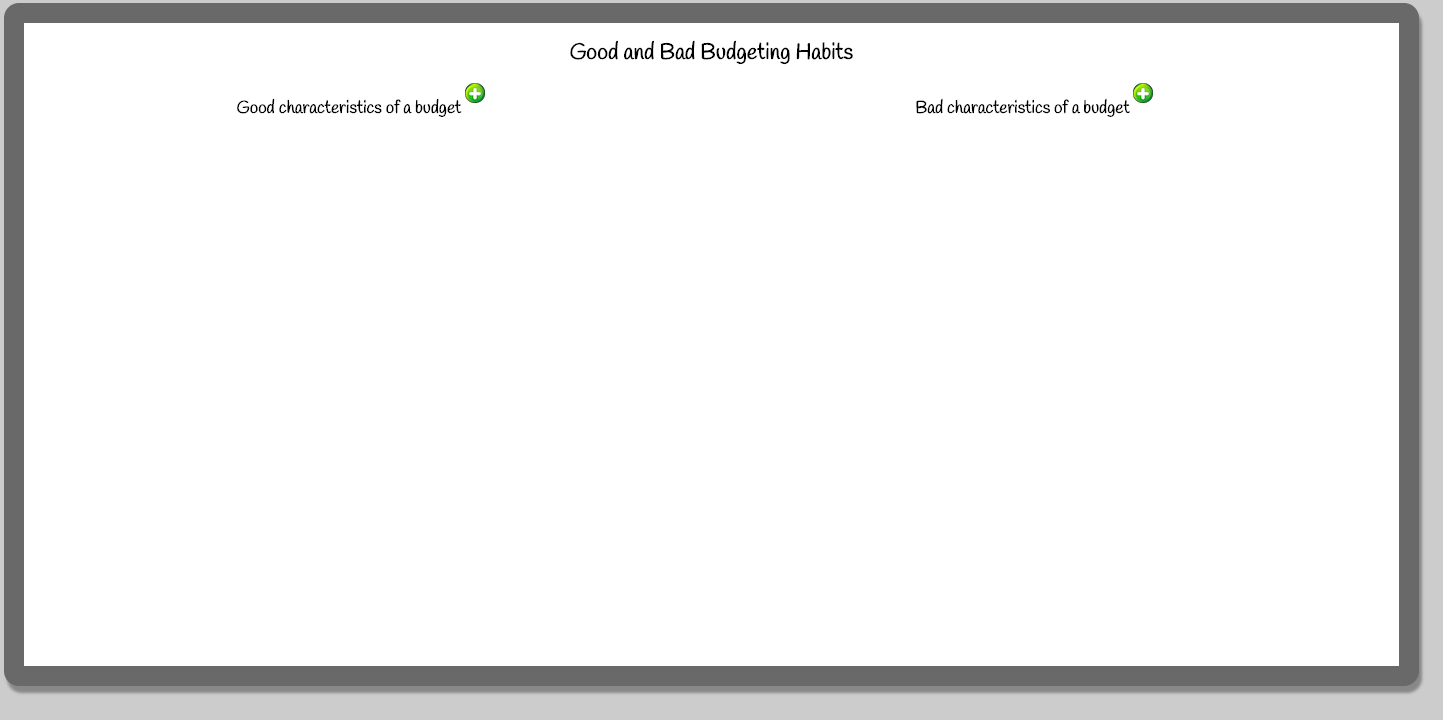 Good and Bad Budgeting Habits
Good characteristics of a budget
Bad characteristics of a budget